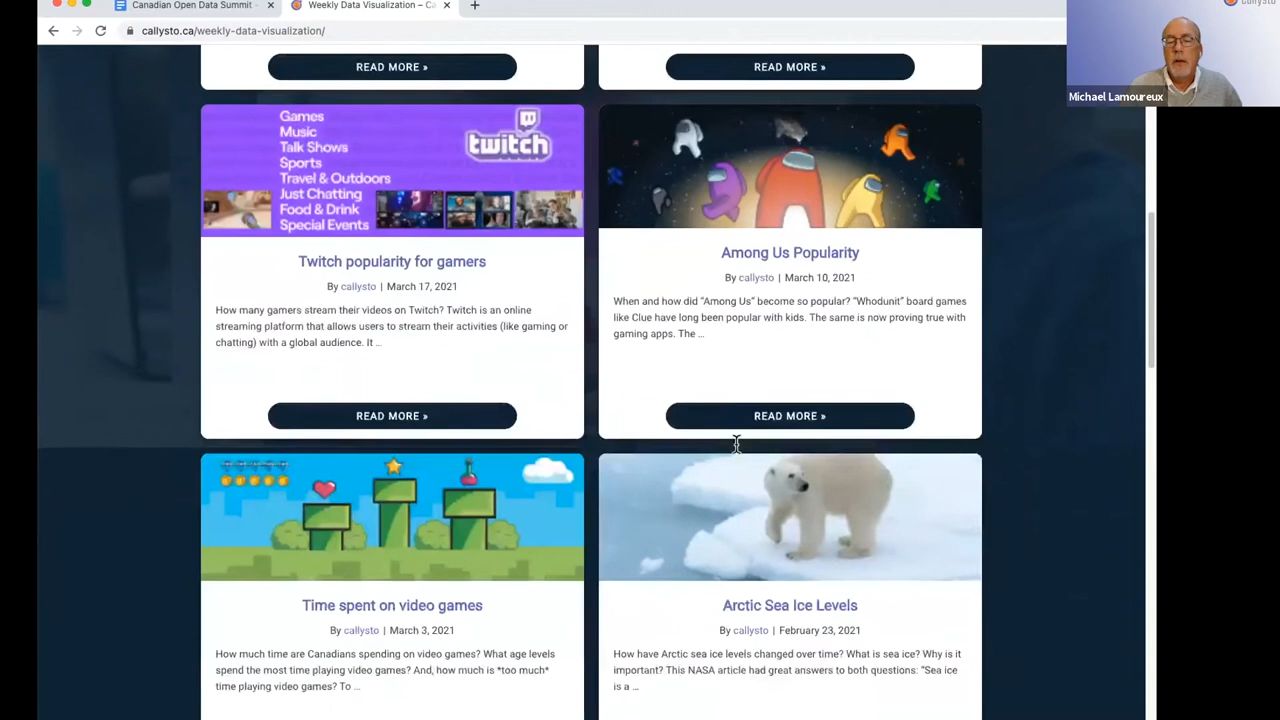 Canadian Open Data Summit -
Weekly Data Visualization – Ca
callysto.ca/weekly-data-visualization/
callysto
Michael Lamoureux
READ MORE »
READ MORE »
Games
Music
Talk Shows
Sports
Travel & Outdoors
Just Chatting
Food & Drink
Special Events
twitch
Twitch popularity for gamers
By callysto | March 17, 2021
How many gamers stream their videos on Twitch? Twitch is an online
streaming platform that allows users to stream their activities (like gaming or
chatting) with a global audience. It ...
READ MORE »
Among Us Popularity
By callysto | March 10, 2021
When and how did “Among Us” become so popular? “Whodunit” board games
like Clue have long been popular with kids. The same is now proving true with
gaming apps. The ...
READ MORE »
Time spent on video games
By callysto | March 3, 2021
How much time are Canadians spending on video games? What age levels
spend the most time playing video games? And, how much is *too much*
time playing video games? To ...
Arctic Sea Ice Levels
By callysto | February 23, 2021
How have Arctic sea ice levels changed over time? What is sea ice? Why is it
important? This NASA article had great answers to both questions: “Sea ice
is a ...